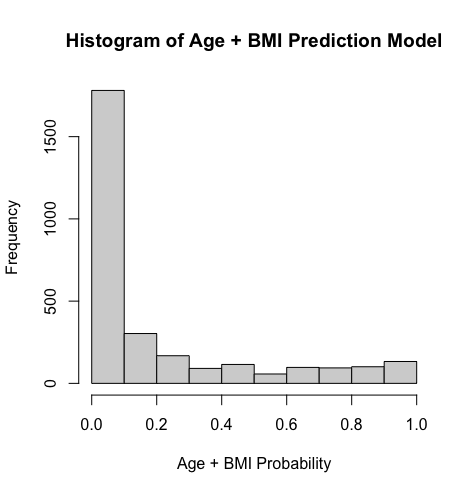 Histogram of Age + BMI Prediction Model
Frequency
1500
1000
500
0
0.0 0.2 0.4 0.6 0.8 1.0
Age + BMI Probability